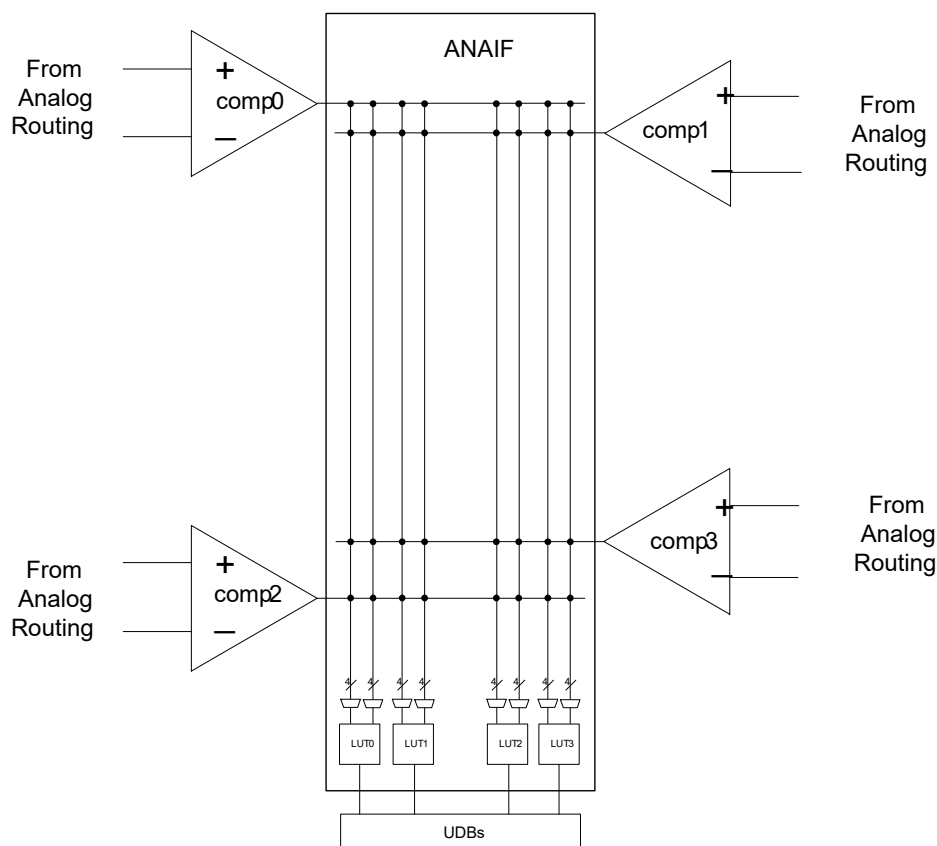 ANAIF
From
Analog
Routing
+
comp0
_
+
comp1
_
From
Analog
Routing
From
Analog
Routing
+
comp2
_
+
comp3
_
From
Analog
Routing
4 4 4 4 4 4 4 4
LUT0 LUT1 LUT2 LUT3
UDBs